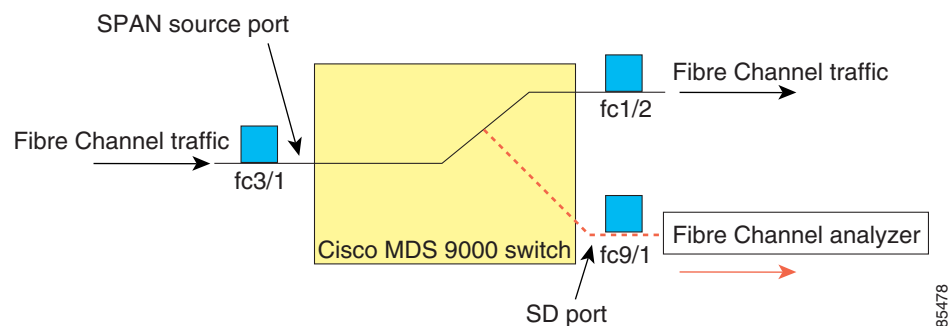 SPAN source port
Fibre Channel traffic
fc1/2
Fibre Channel traffic
fc3/1
Cisco MDS 9000 switch
fc9/1
Fibre Channel analyzer
SD port
85478